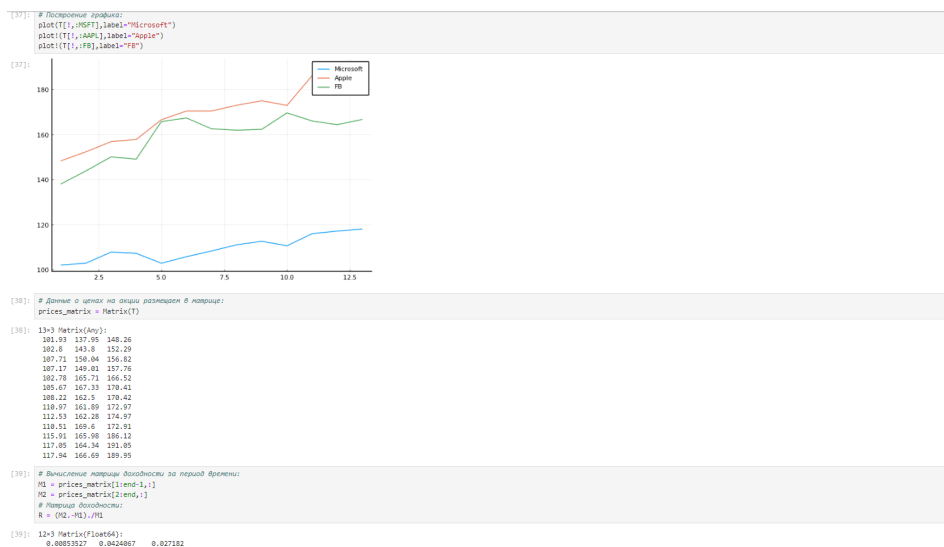 [37]: # Построение графика:
plot(T[!,:MSFT],label="Microsoft")
plot!(T[!,:AAPL],label="Apple")
plot!(T[!,:FB],label="FB")
[37]:
Microsoft
Apple
FB
180
160
140
120
100
2.5 5.0 7.5 10.0 12.5
[38]: # Данные о ценах на акции размещаем в матрице:
prices_matrix = Matrix(T)
[38]: 13×3 Matrix{Any}:
101.93 137.95 148.26
102.8 143.8 152.29
107.71 150.04 156.82
107.17 149.01 157.76
102.78 165.71 166.52
105.67 167.33 170.41
108.22 162.5 170.42
110.97 161.89 172.97
112.53 162.28 174.97
110.51 169.6 172.91
115.91 165.98 186.12
117.05 164.34 191.05
117.94 166.69 189.95
[39]: # Вычисление матрицы доходности за период времени:
M1 = prices_matrix[1:end-1,:]
M2 = prices_matrix[2:end,:]
# Матрица доходности:
R = (M2.-M1)./M1
[39]: 12×3 Matrix{Float64}:
0.00853527 0.0424067 0.027182